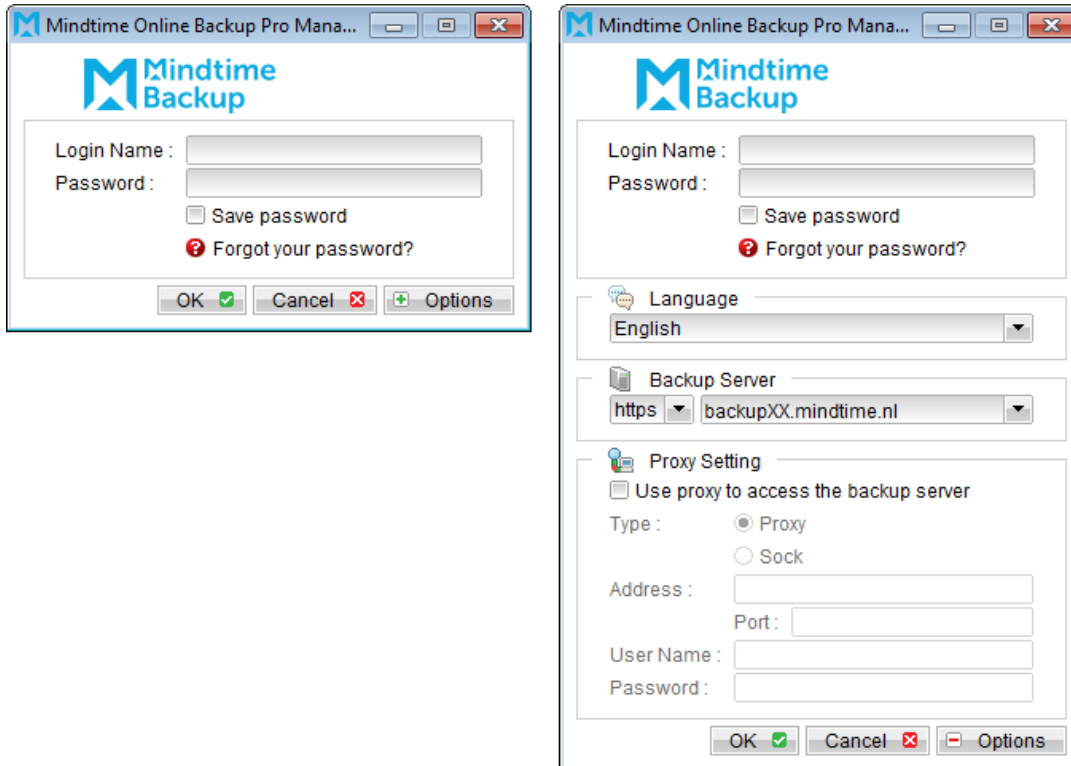 Mindtime Online Backup Pro Mana...
Mindtime
Backup
Login Name :
Password :
Save password
Forgot your password?
OK Cancel Options
Mindtime Online Backup Pro Mana...
Mindtime
Backup
Login Name :
Password :
Save password
Forgot your password?
Language
English
Backup Server
https backupXX.mindtime.nl
Proxy Setting
Use proxy to access the backup server
Type : Proxy
Sock
Address :
Port :
User Name :
Password :
OK Cancel Options